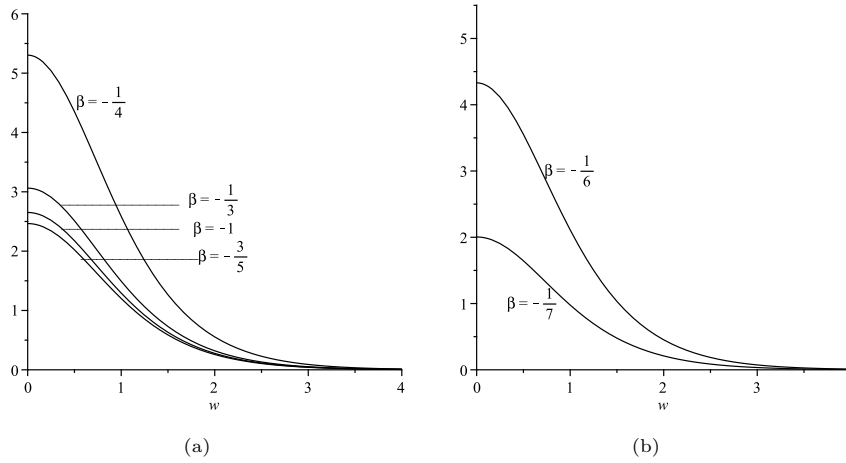 6
5
4
3
2
1
0
0 1 2 3 4
w
β = - 1/4
β = - 1/3
β = -1
β = - 3/5
(a)
5
4
3
2
1
0
0 1 2 3
w
β = - 1/6
β = - 1/7
(b)